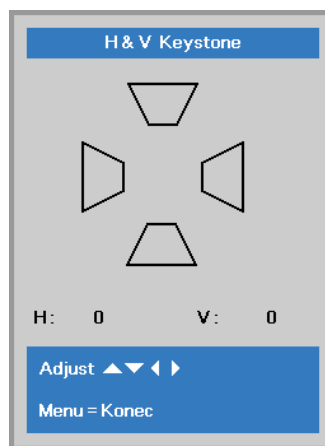 H & V Keystone
H: 0 V: 0
Adjust ▲▼◀▶
Menu = Konec